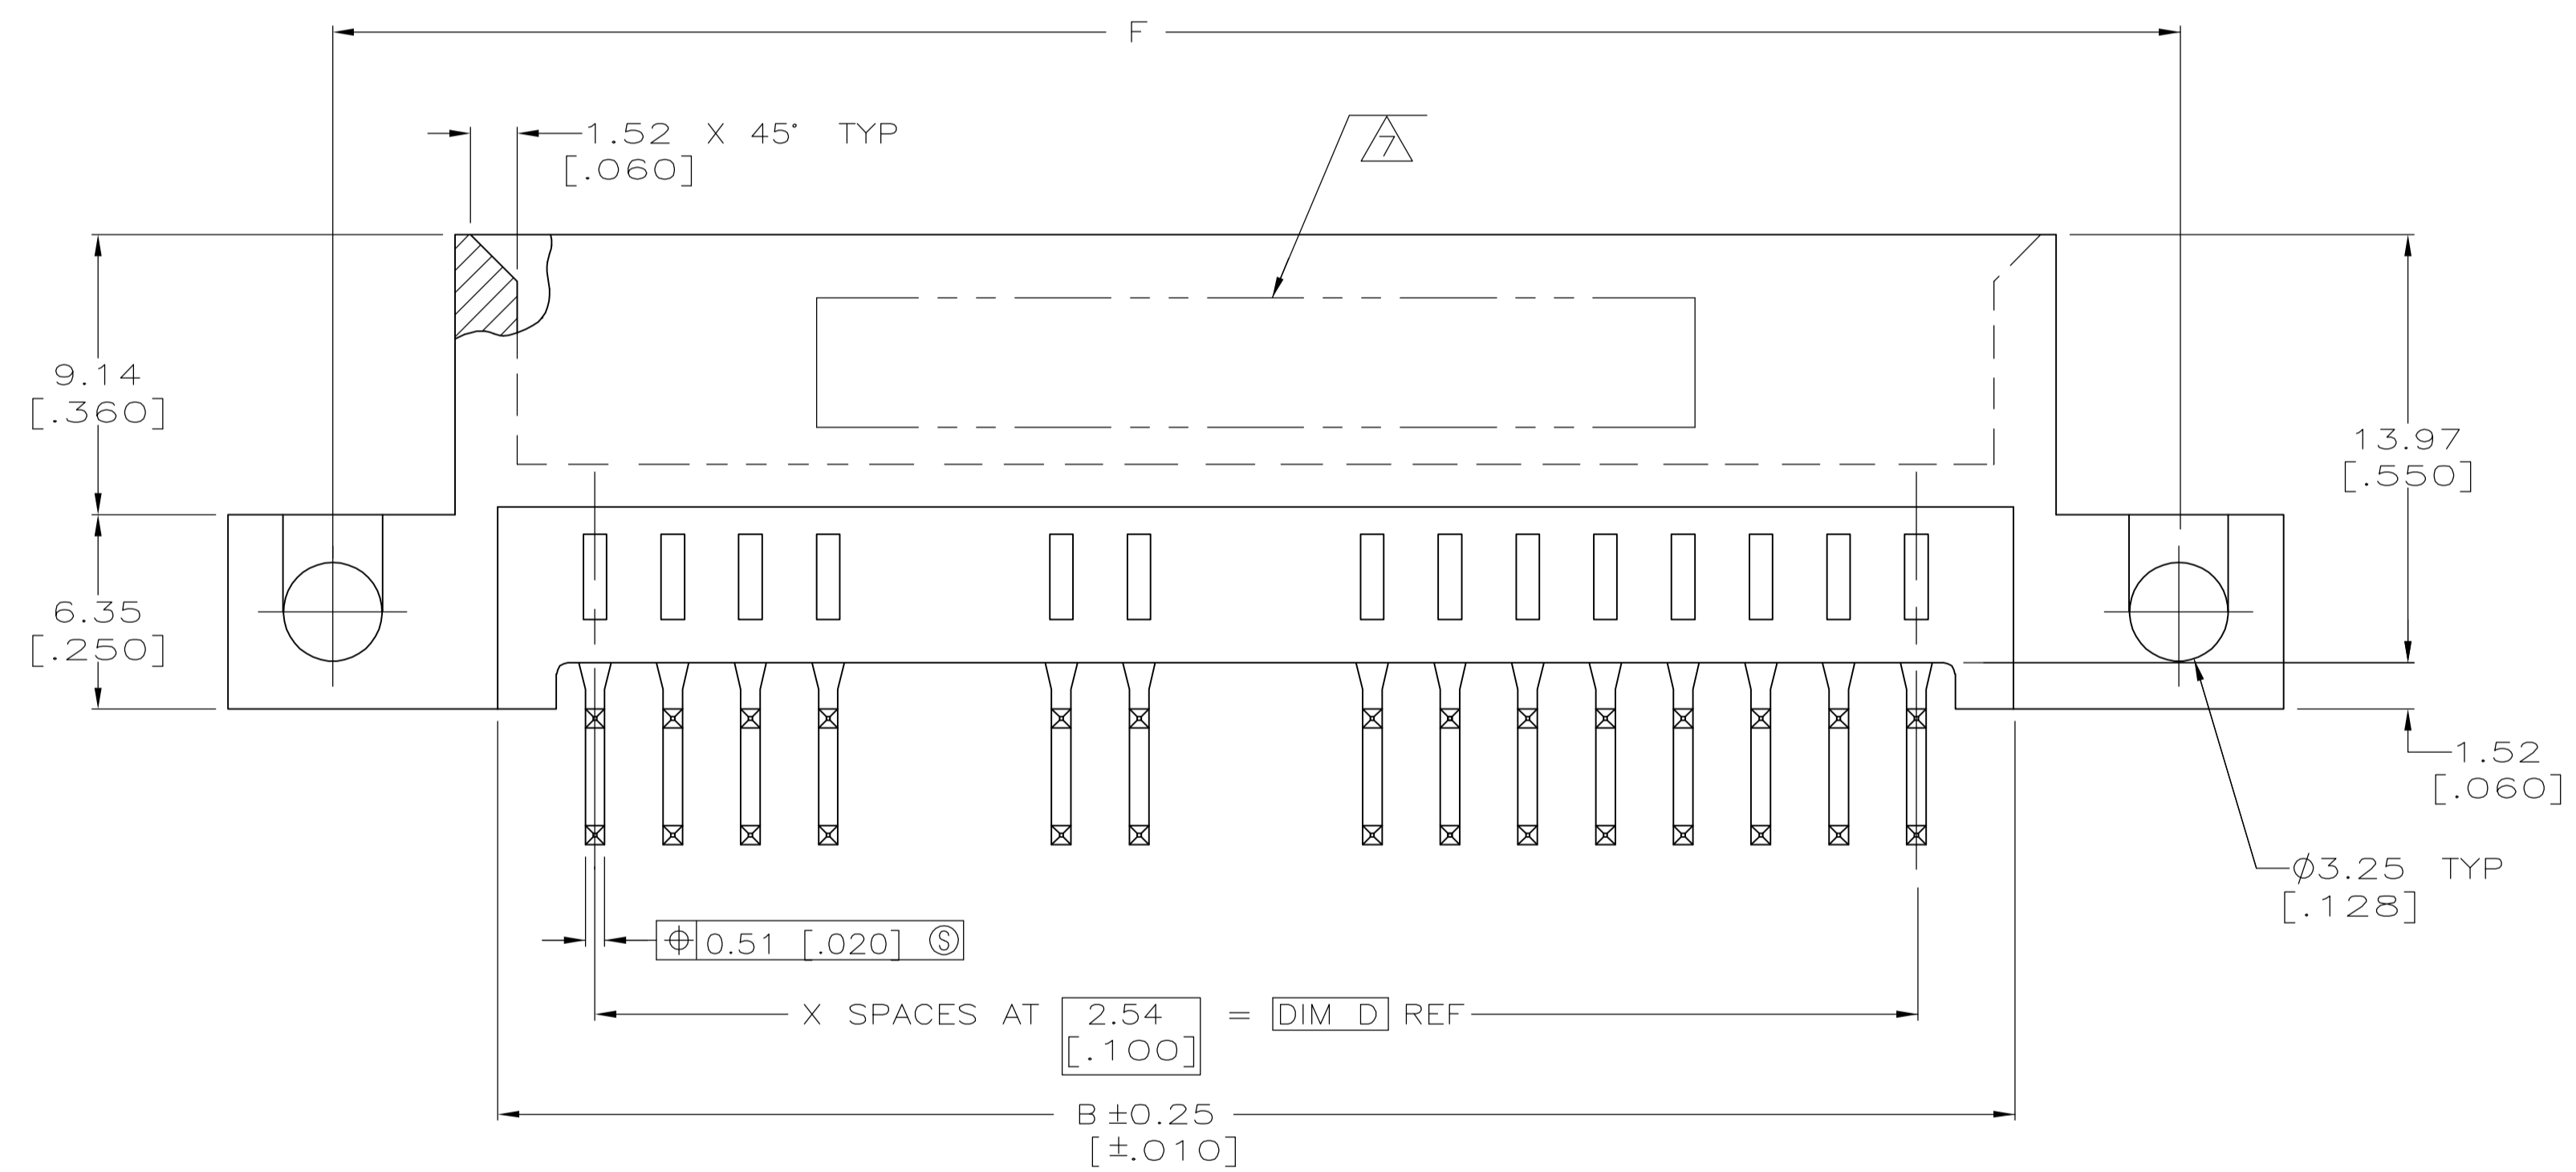 F
1.52 X 45° TYP
[.060]
7
9.14
[.360]
13.97
[.550]
6.35
[.250]
1.52
[.060]
⌀3.25 TYP
[.128]
⌖ 0.51 [.020] Ⓢ
X SPACES AT 2.54 = DIM D REF
[.100]
B ±0.25
[±.010]